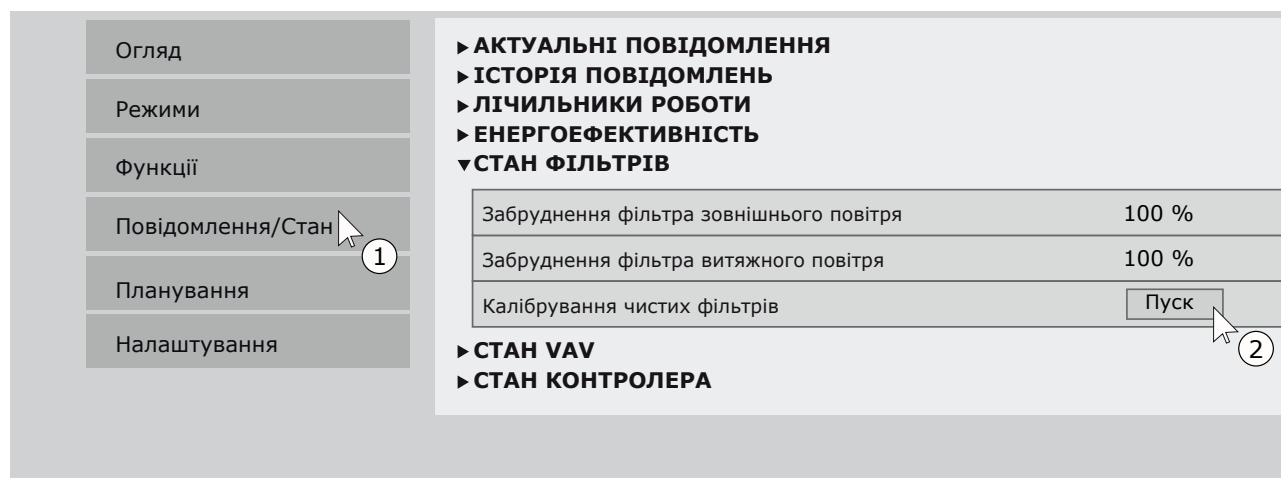 Огляд
Режими
Функції
Повідомлення/Стан
1
Планування
Налаштування
▶АКТУАЛЬНІ ПОВІДОМЛЕННЯ
▶ІСТОРІЯ ПОВІДОМЛЕНЬ
▶ЛІЧИЛЬНИКИ РОБОТИ
▶ЕНЕРГОЕФЕКТИВНІСТЬ
▼СТАН ФІЛЬТРІВ
Забруднення фільтра зовнішнього повітря 100 %
Забруднення фільтра витяжного повітря 100 %
Калібрування чистих фільтрів Пуск
2
▶СТАН VAV
▶СТАН КОНТРОЛЕРА